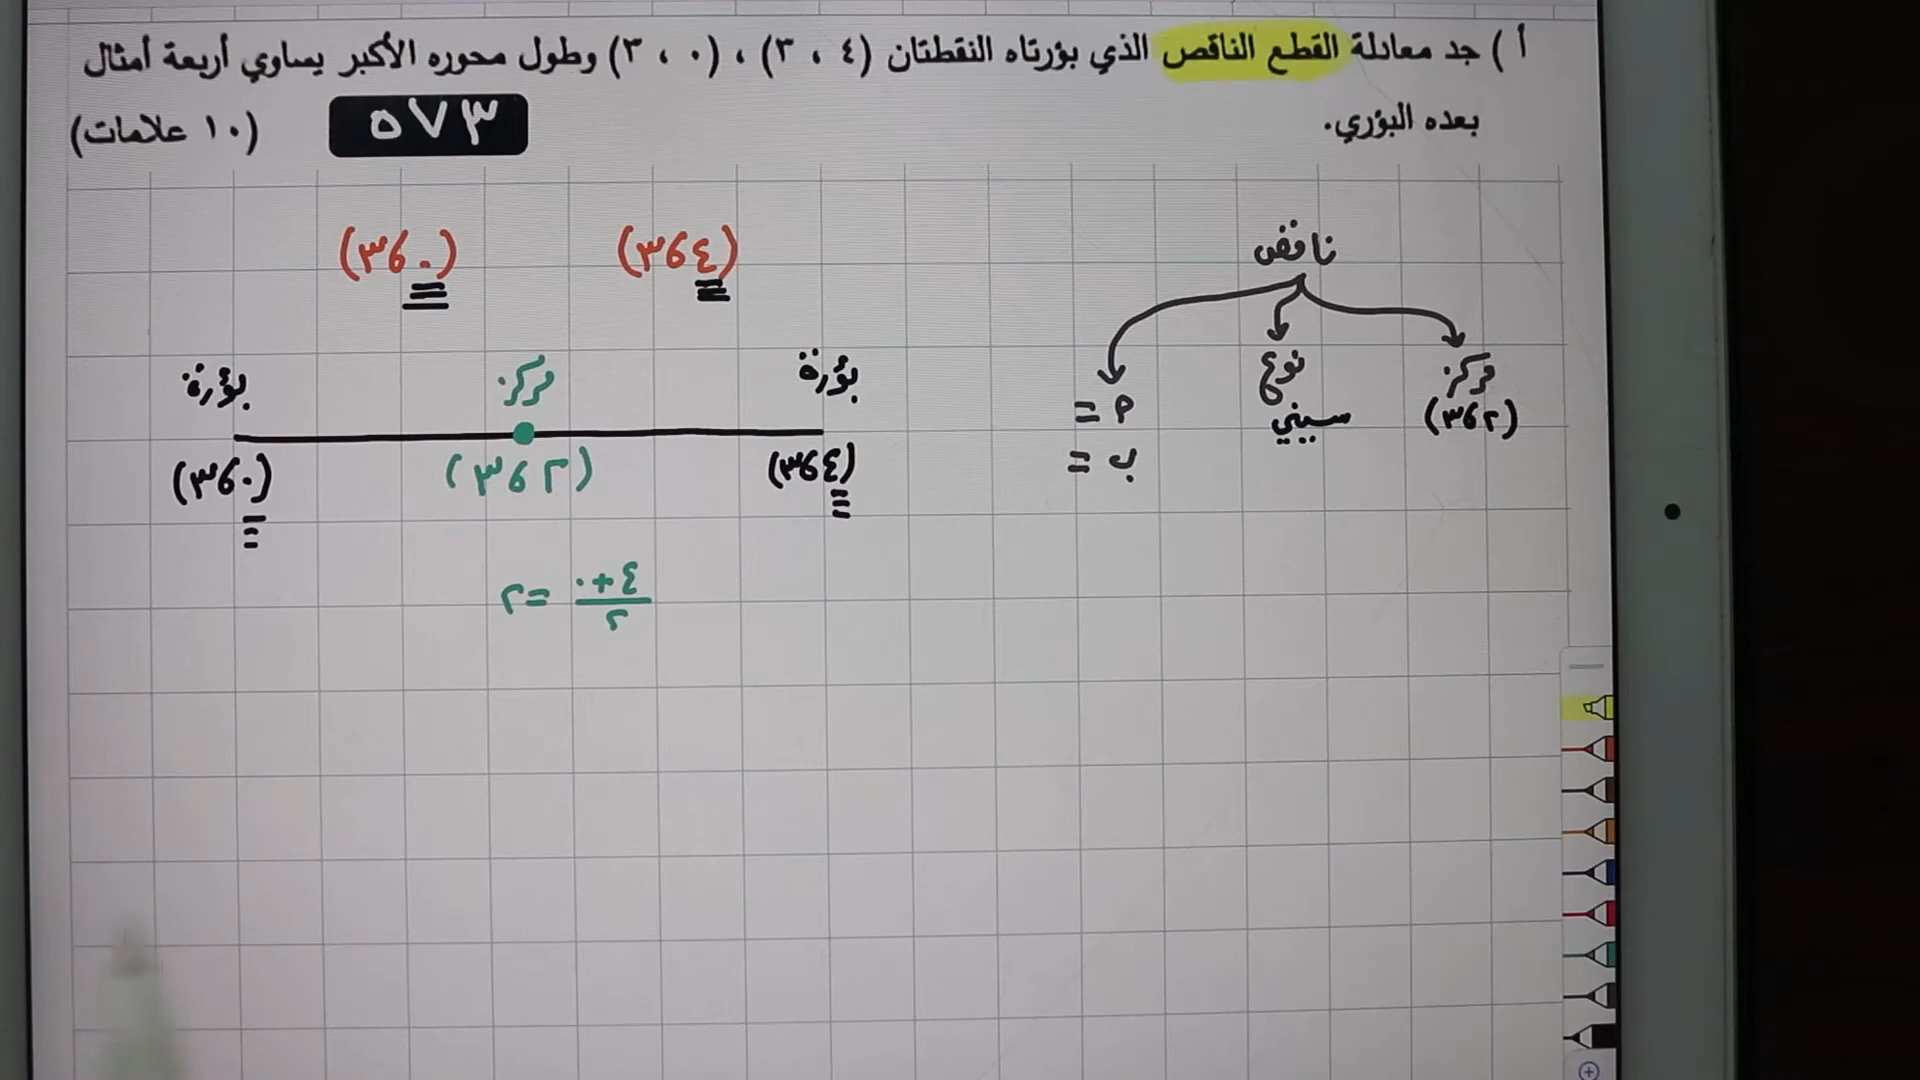 أ ) جد معادلة القطع الناقص الذي بؤرتاه النقطتان (٤ ، ٣) ، (٠ ، ٣) وطول محوره الأكبر يساوي أربعة أمثال
بعده البؤري.
(١٠ علامات)
٥٧٣
(٤،٣)
(٠،٣)
ناقص
مركز
(٢،٣)
نوع
سيني
م =
ب =
بؤرة
مركز
بؤرة
(٤،٣)
(٢،٣)
(٠،٣)
٤+٠
٢
=٢